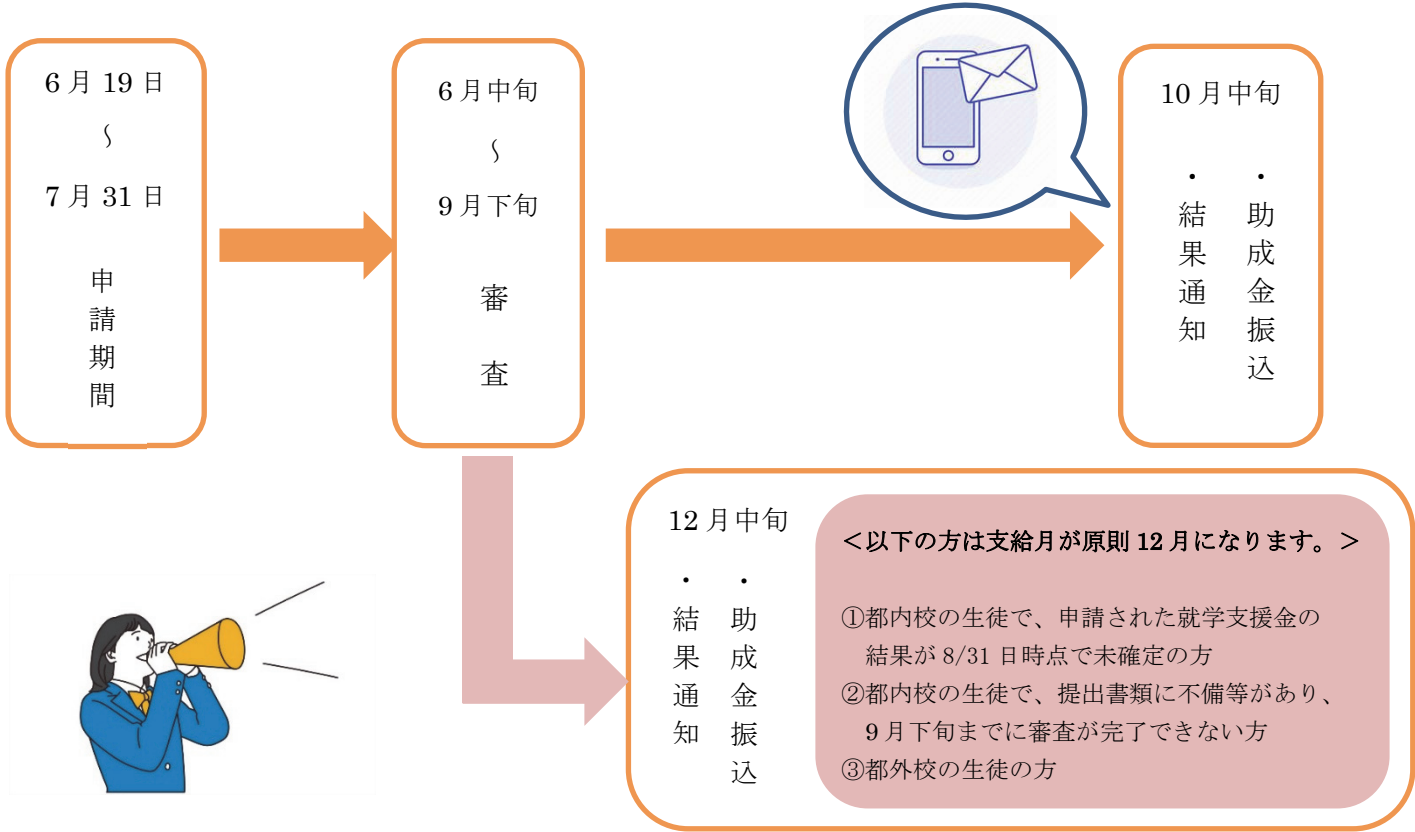 6月19日
～
7月31日
申請期間
6月中旬
～
9月下旬
審査
10月中旬
・助成金振込
・結果通知
12月中旬
・助成金振込
・結果通知
＜以下の方は支給月が原則12月になります。＞
①都内校の生徒で、申請された就学支援金の
結果が8/31日時点で未確定の方
②都内校の生徒で、提出書類に不備等があり、
9月下旬までに審査が完了できない方
③都外校の生徒の方